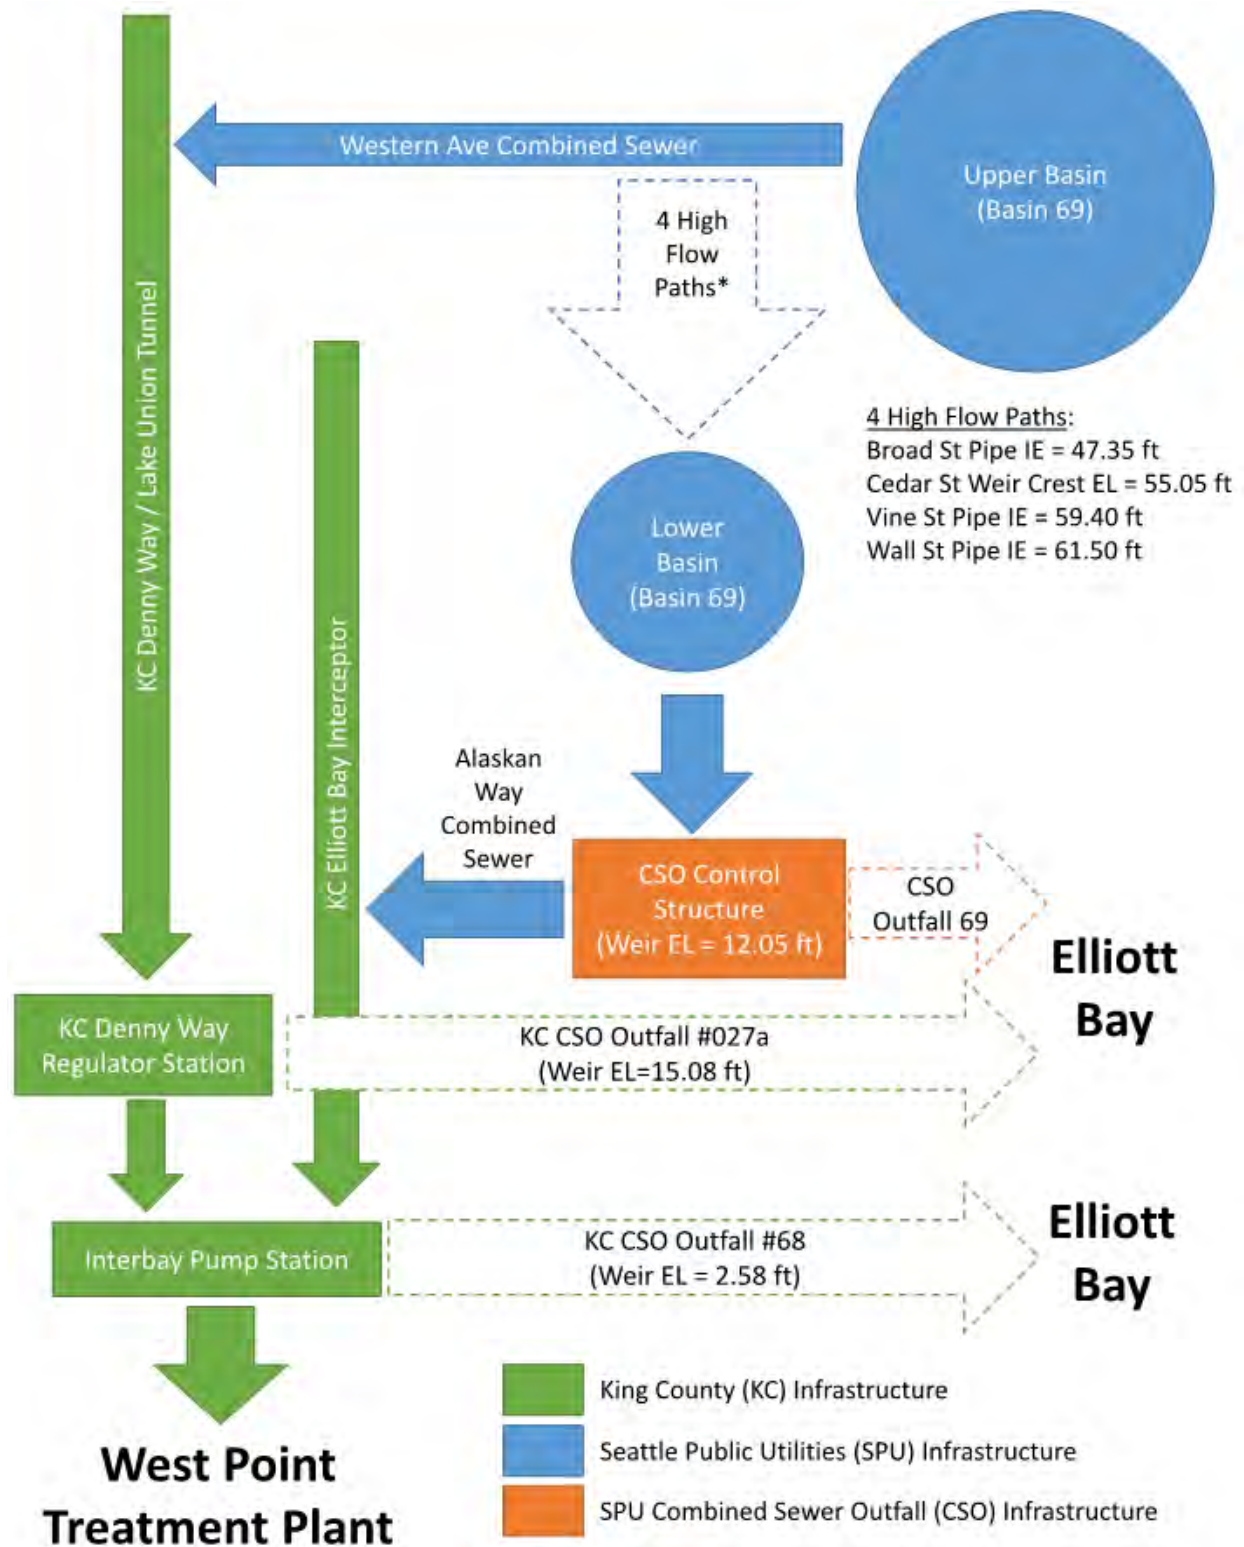 Western Ave Combined Sewer
Upper Basin
(Basin 69)
4 High
Flow
Paths*
KC Denny Way / Lake Union Tunnel
4 High Flow Paths:
Broad St Pipe IE = 47.35 ft
Cedar St Weir Crest EL = 55.05 ft
Vine St Pipe IE = 59.40 ft
Wall St Pipe IE = 61.50 ft
Lower
Basin
(Basin 69)
KC Elliott Bay Interceptor
Alaskan
Way
Combined
Sewer
CSO Control
Structure
(Weir EL = 12.05 ft)
CSO
Outfall 69
Elliott
Bay
KC Denny Way
Regulator Station
KC CSO Outfall #027a
(Weir EL=15.08 ft)
Interbay Pump Station
KC CSO Outfall #68
(Weir EL = 2.58 ft)
Elliott
Bay
West Point
Treatment Plant
King County (KC) Infrastructure
Seattle Public Utilities (SPU) Infrastructure
SPU Combined Sewer Outfall (CSO) Infrastructure